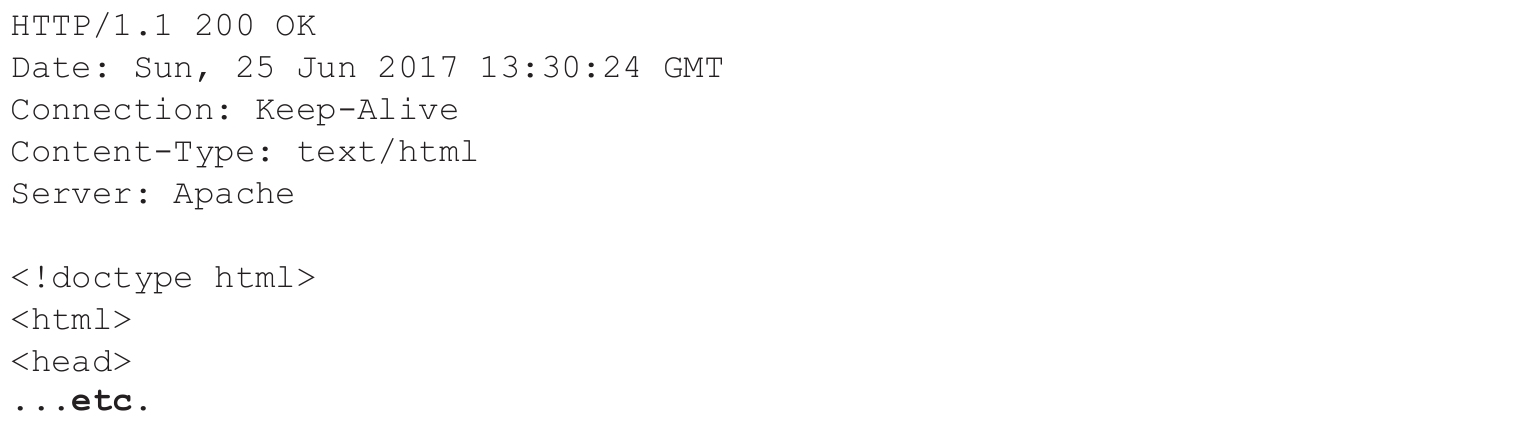 HTTP/1.1 200 OK
Date: Sun, 25 Jun 2017 13:30:24 GMT
Connection: Keep-Alive
Content-Type: text/html
Server: Apache

<!doctype html>
<html>
<head>
...etc.